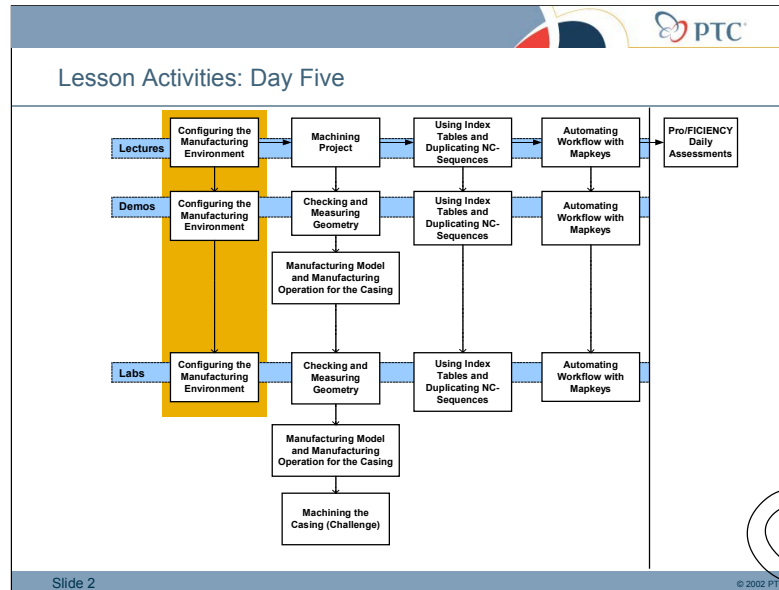 PTC
Lesson Activities: Day Five
Lectures
Configuring the
Manufacturing
Environment
Machining
Project
Using Index
Tables and
Duplicating NC-
Sequences
Automating
Workflow with
Mapkeys
Pro/FICIENCY
Daily
Assessments
Demos
Configuring the
Manufacturing
Environment
Checking and
Measuring
Geometry
Using Index
Tables and
Duplicating NC-
Sequences
Automating
Workflow with
Mapkeys
Manufacturing Model
and Manufacturing
Operation for the Casing
Labs
Configuring the
Manufacturing
Environment
Checking and
Measuring
Geometry
Using Index
Tables and
Duplicating NC-
Sequences
Automating
Workflow with
Mapkeys
Manufacturing Model
and Manufacturing
Operation for the Casing
Machining the
Casing (Challenge)
Slide 2
© 2002 PT